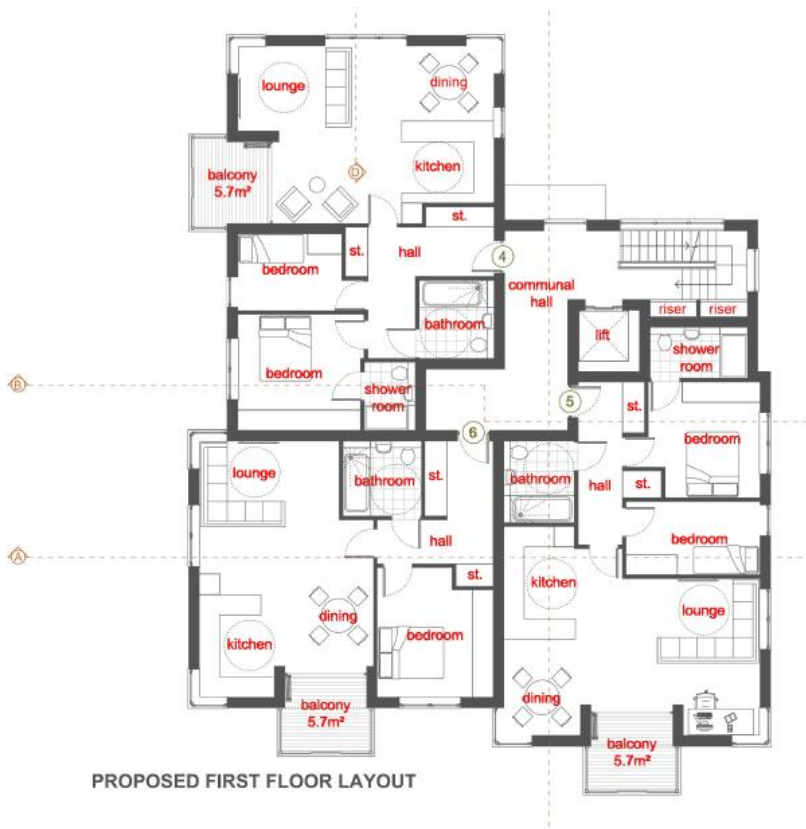 lounge
dining
D
kitchen
balcony
5.7m²
st.
st.
hall
bedroom
4
communal
hall
bathroom
riser
riser
lift
bedroom
shower
room
shower
room
B
5
st.
6
bedroom
lounge
bathroom
st.
bathroom
hall
st.
hall
bedroom
A
st.
kitchen
lounge
dining
bedroom
kitchen
dining
balcony
5.7m²
balcony
5.7m²
PROPOSED FIRST FLOOR LAYOUT